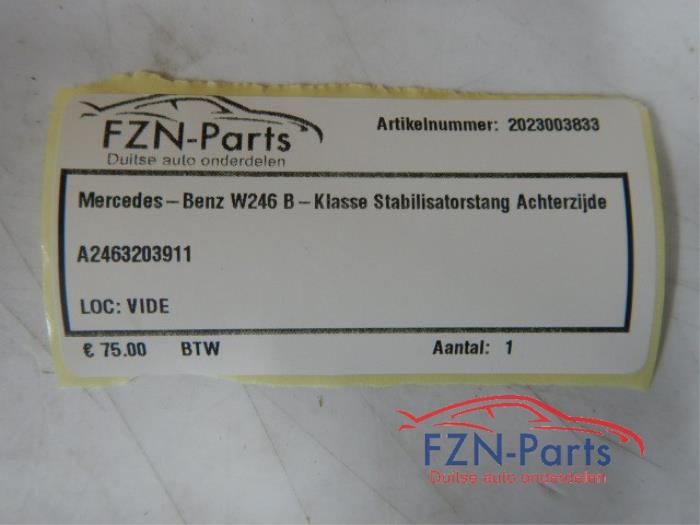 FZN-Parts
Duitse auto onderdelen
Artikelnummer: 2023003833
Mercedes-Benz W246 B-Klasse Stabilisatorstang Achterzijde
A2463203911
LOC: VIDE
€ 75.00 BTW Aantal: 1
FZN-Parts
Duitse auto onderdelen